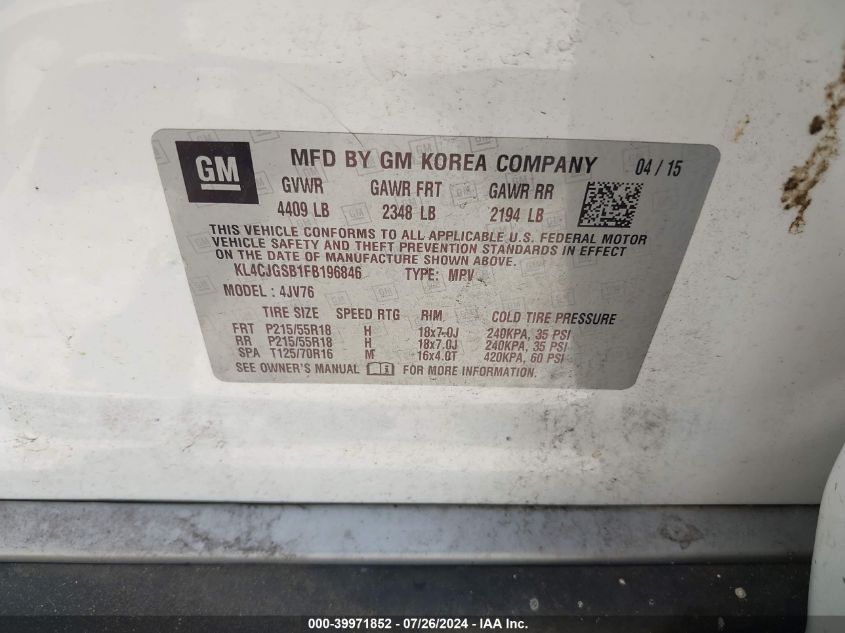 GM
MFD BY GM KOREA COMPANY 04 / 15
GVWR GAWR FRT GAWR RR
4409 LB 2348 LB 2194 LB
THIS VEHICLE CONFORMS TO ALL APPLICABLE U.S. FEDERAL MOTOR
VEHICLE SAFETY AND THEFT PREVENTION STANDARDS IN EFFECT
ON THE DATE OF MANUFACTURE SHOWN ABOVE.
KL4CJGSB1FB196846 TYPE: MPV
MODEL : 4JV76
TIRE SIZE SPEED RTG RIM COLD TIRE PRESSURE
FRT P215/55R18 H 18x7.0J 240KPA, 35 PSI
RR P215/55R18 H 18x7.0J 240KPA, 35 PSI
SPA T125/70R16 M 16x4.0T 420KPA, 60 PSI
SEE OWNER'S MANUAL FOR MORE INFORMATION.
000-39971852 - 07/26/2024 - IAA Inc.